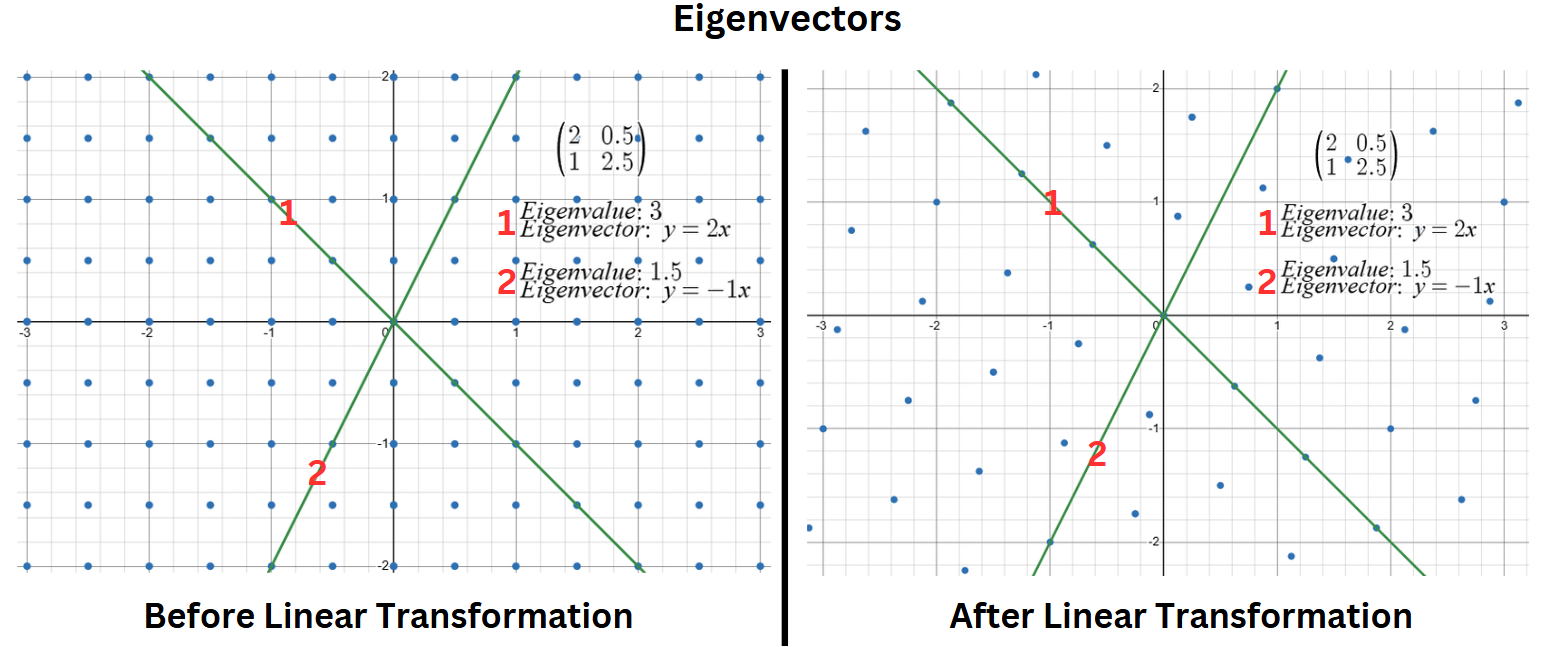 Eigenvectors
2
1
0
-1
-2
-3 -2 -1 1 2 3
(2 0.5
1 2.5)
1 Eigenvalue: 3
Eigenvector: y = 2x
2 Eigenvalue: 1.5
Eigenvector: y = −1x
1
2
Before Linear Transformation
2
1
0
-1
-2
-3 -2 -1 1 2 3
(2 0.5
1 2.5)
1 Eigenvalue: 3
Eigenvector: y = 2x
2 Eigenvalue: 1.5
Eigenvector: y = −1x
1
2
After Linear Transformation